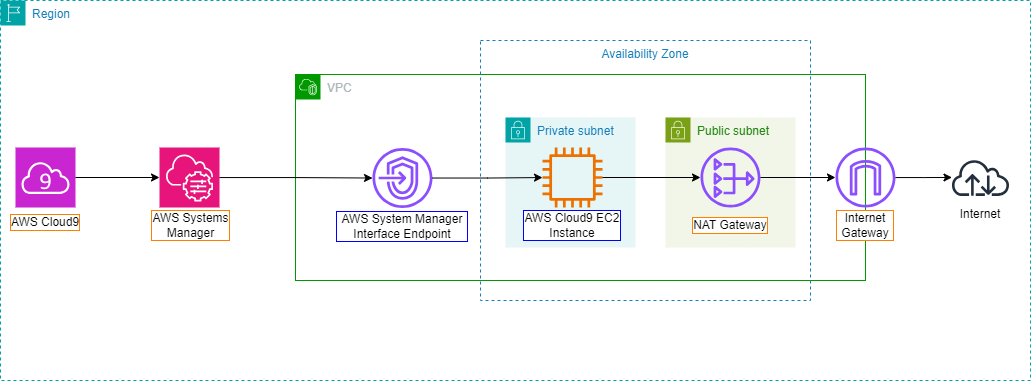 Region
Availability Zone
VPC
Private subnet
Public subnet
9
AWS Cloud9
AWS Systems
Manager
AWS System Manager
Interface Endpoint
AWS Cloud9 EC2
Instance
NAT Gateway
Internet
Gateway
Internet